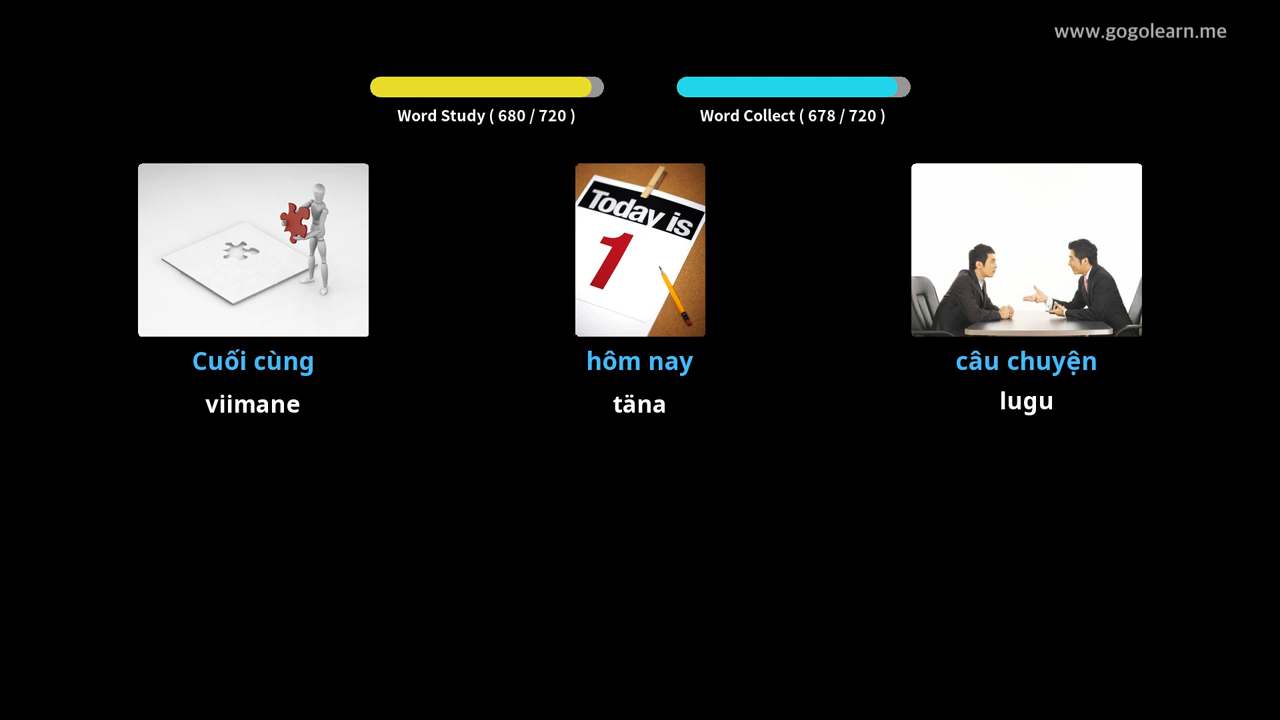 www.gogolearn.me
Word Study ( 680 / 720 )
Word Collect ( 678 / 720 )
Today is
1
Cuối cùng
hôm nay
câu chuyện
viimane
täna
lugu